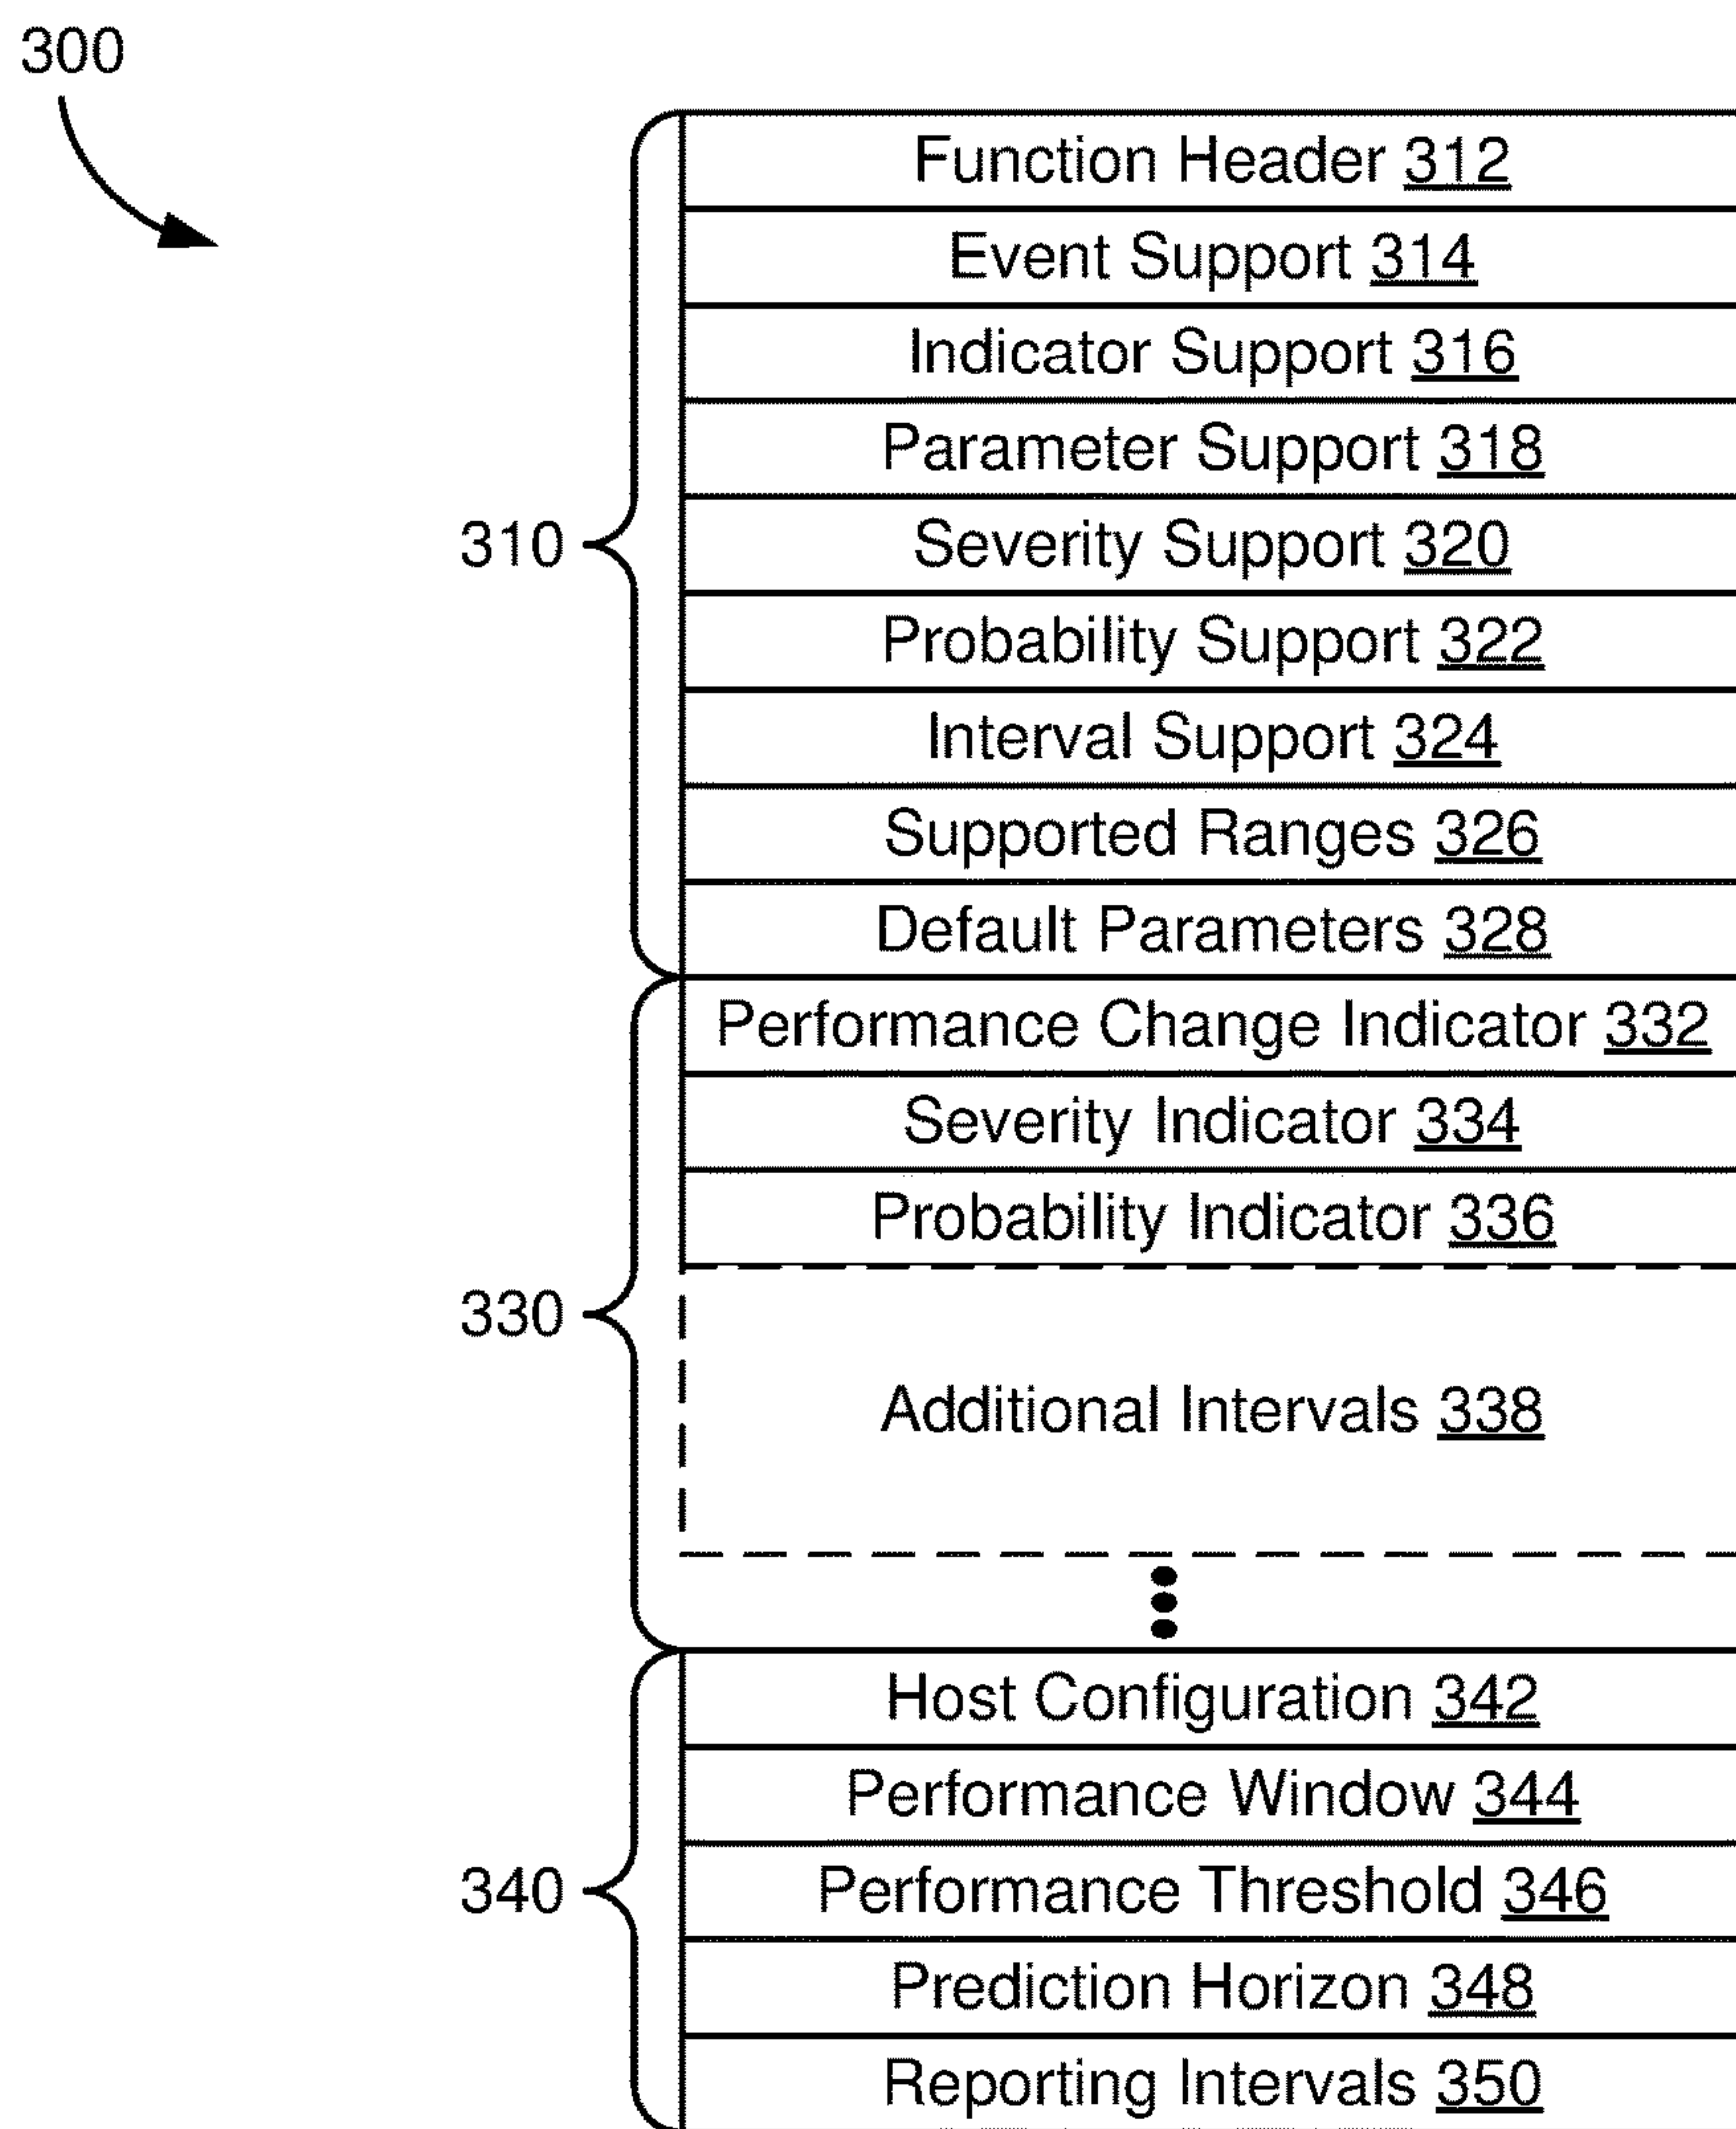 300
Function Header 312
Event Support 314
Indicator Support 316
Parameter Support 318
310
Severity Support 320
Probability Support 322
Interval Support 324
Supported Ranges 326
Default Parameters 328
Performance Change Indicator 332
Severity Indicator 334
Probability Indicator 336
330
Additional Intervals 338
Host Configuration 342
Performance Window 344
340
Performance Threshold 346
Prediction Horizon 348
Reporting Intervals 350